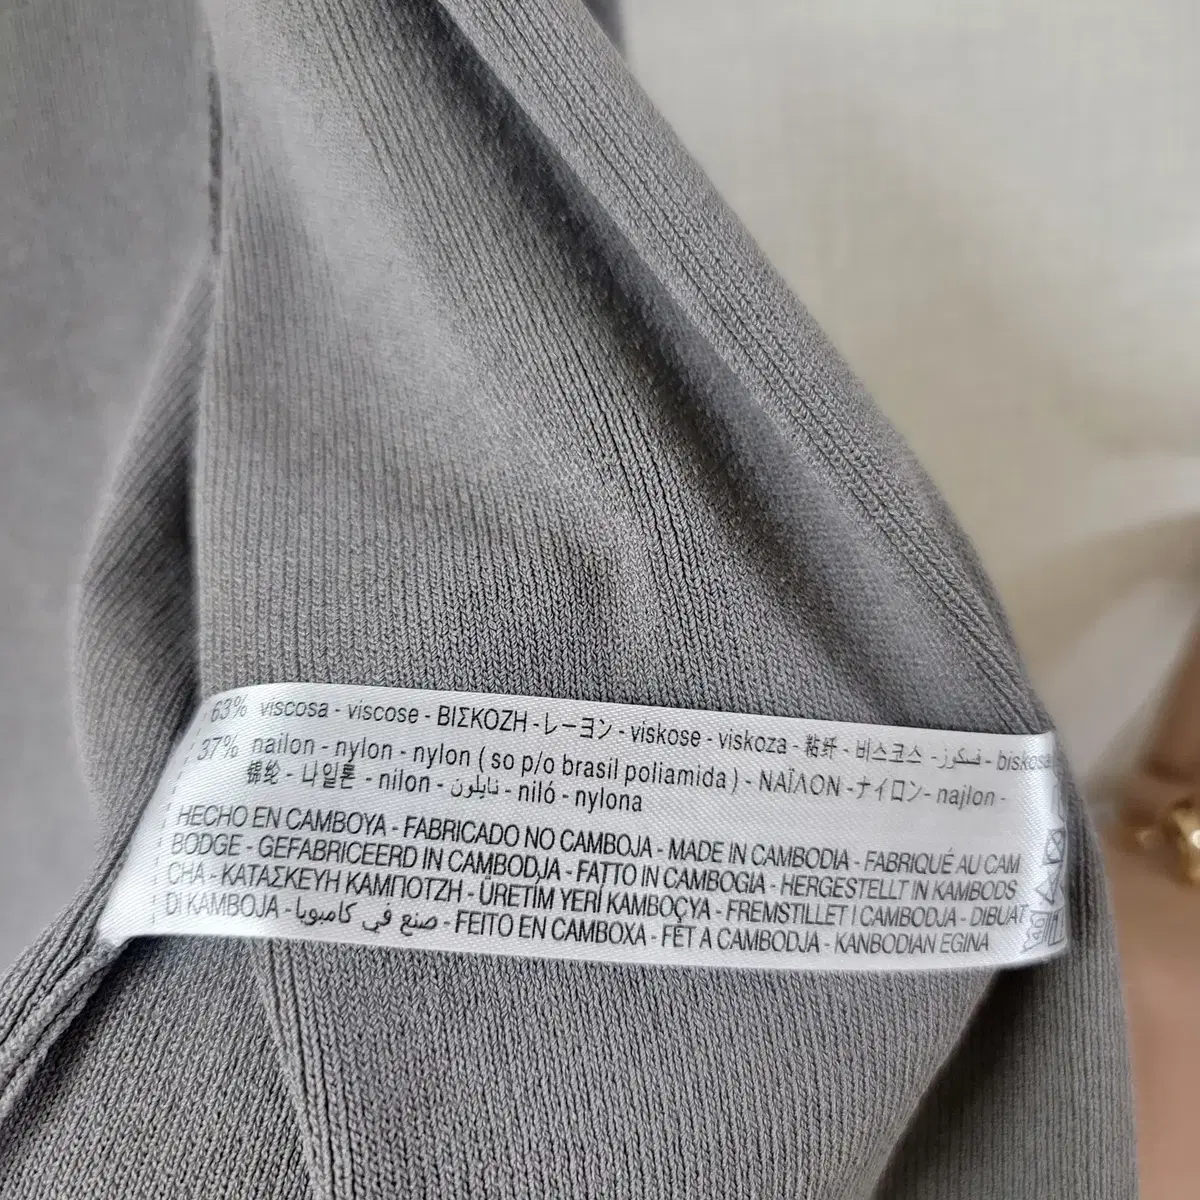 63% viscosa - viscose - ΒΙΣΚΟΖΗ - レーヨン - viskose - viskoza - 粘纤 - 비스코스 - فسكوز - biskosa
37% nailon - nylon - nylon ( so p/o brasil poliamida ) - ΝΑΪΛΟΝ - ナイロン - najlon -
锦纶 - 나일론 - nilon - نايلون - niló - nylona
HECHO EN CAMBOYA - FABRICADO NO CAMBOJA - MADE IN CAMBODIA - FABRIQUÉ AU CAM
BODGE - GEFABRICEERD IN CAMBODJA - FATTO IN CAMBOGIA - HERGESTELLT IN KAMBODS
CHA - ΚΑΤΑΣΚΕΥΗ ΚΑΜΠΟΤΖΗ - ÜRETİM YERİ KAMBOÇYA - FREMSTILLET I CAMBODJA - DIBUAT
DI KAMBOJA - صنع في كامبوديا - FEITO EN CAMBOXA - FET A CAMBODJA - KANBODIAN EGINA